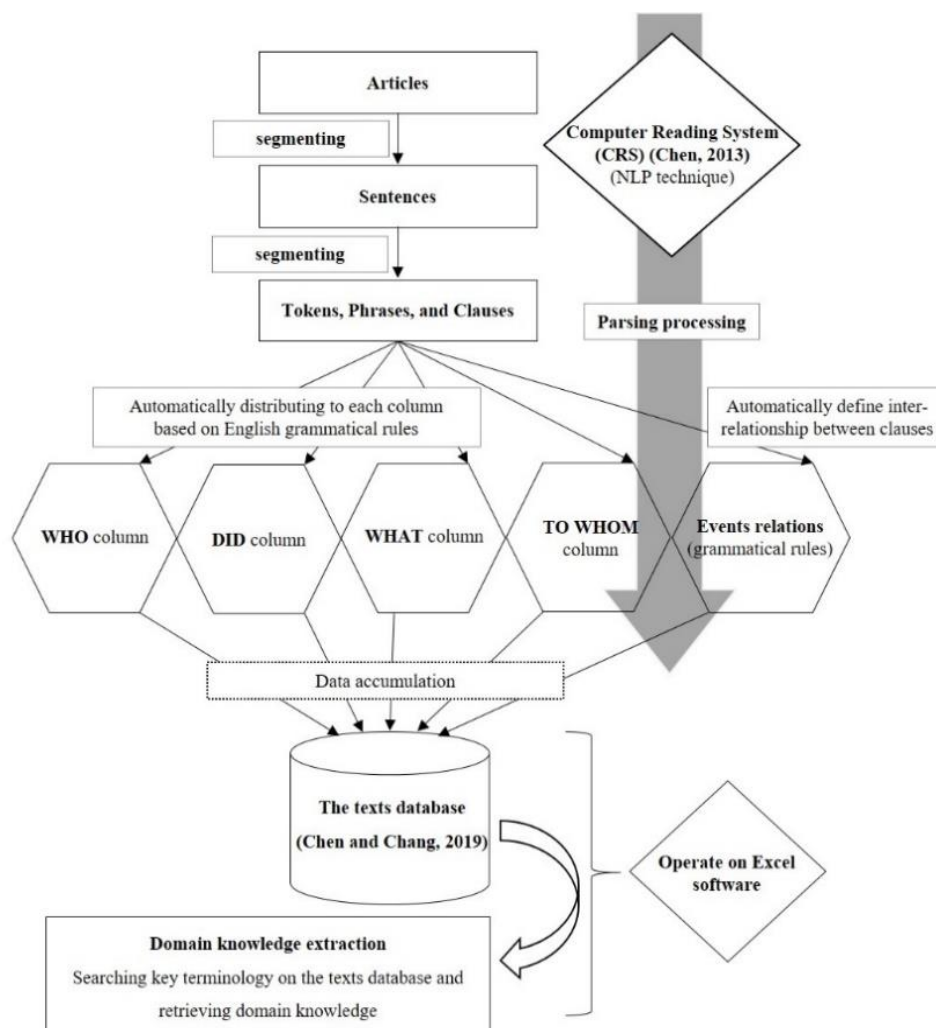 Articles
segmenting
Computer Reading System
(CRS) (Chen, 2013)
(NLP technique)
Sentences
segmenting
Tokens, Phrases, and Clauses
Parsing processing
Automatically distributing to each column
based on English grammatical rules
Automatically define inter-
relationship between clauses
WHO column
DID column
WHAT column
TO WHOM
column
Events relations
(grammatical rules)
Data accumulation
The texts database
(Chen and Chang, 2019)
Operate on Excel
software
Domain knowledge extraction
Searching key terminology on the texts database and
retrieving domain knowledge